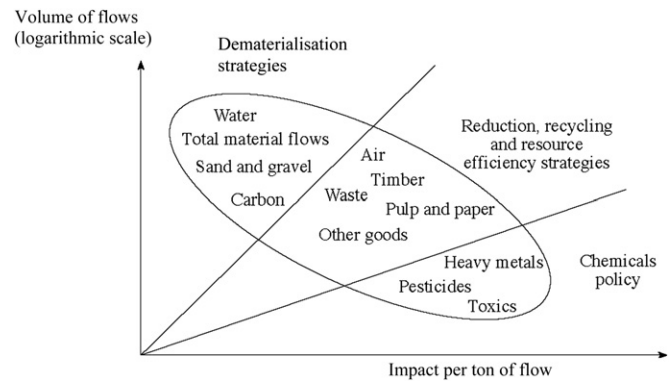 Volume of flows
(logarithmic scale)
Dematerialisation
strategies
Water
Total material flows
Sand and gravel
Carbon
Air
Timber
Waste
Pulp and paper
Other goods
Reduction, recycling
and resource
efficiency strategies
Heavy metals
Pesticides
Toxics
Chemicals
policy
Impact per ton of flow